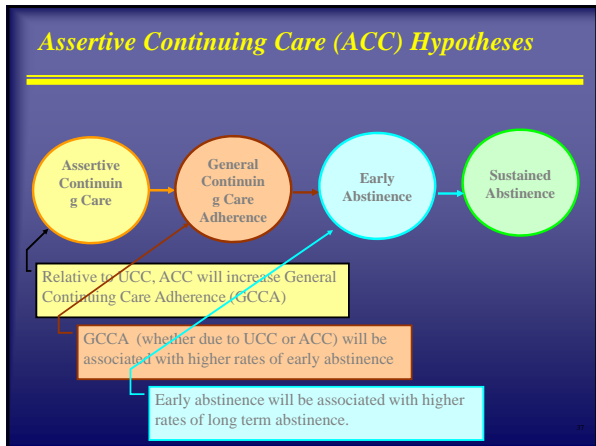 Assertive Continuing Care (ACC) Hypotheses
Assertive
Continuin
g Care
General
Continuin
g Care
Adherence
Early
Abstinence
Sustained
Abstinence
Relative to UCC, ACC will increase General
Continuing Care Adherence (GCCA)
GCCA (whether due to UCC or ACC) will be
associated with higher rates of early abstinence
Early abstinence will be associated with higher
rates of long term abstinence.